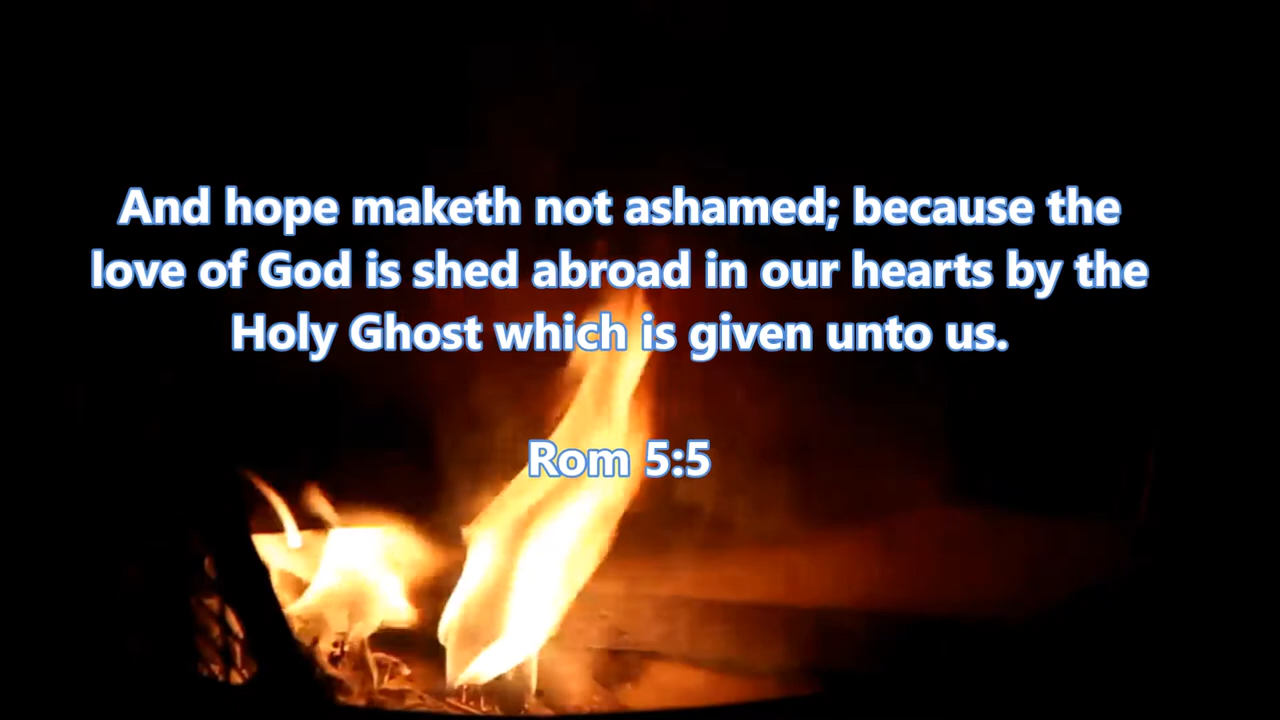 And hope maketh not ashamed; because the
love of God is shed abroad in our hearts by the
Holy Ghost which is given unto us.
Rom 5:5